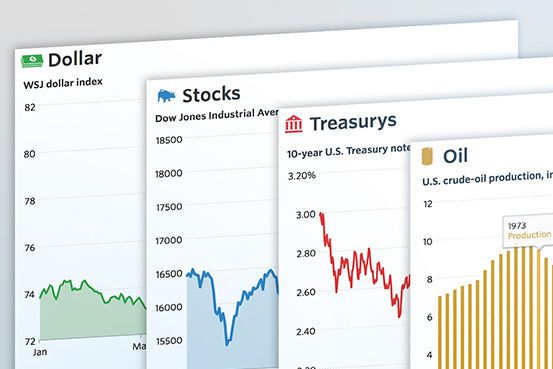 Dollar
WSJ dollar index
82
80
78
76
74
72
Jan
Stocks
Dow Jones Industrial Aver
18500
18000
17500
17000
16500
16000
15500
Treasurys
10-year U.S. Treasury note
3.20%
3.00
2.60
2.40
2.20
Oil
U.S. crude-oil production, in
12
10
8
6
4
1973
Production